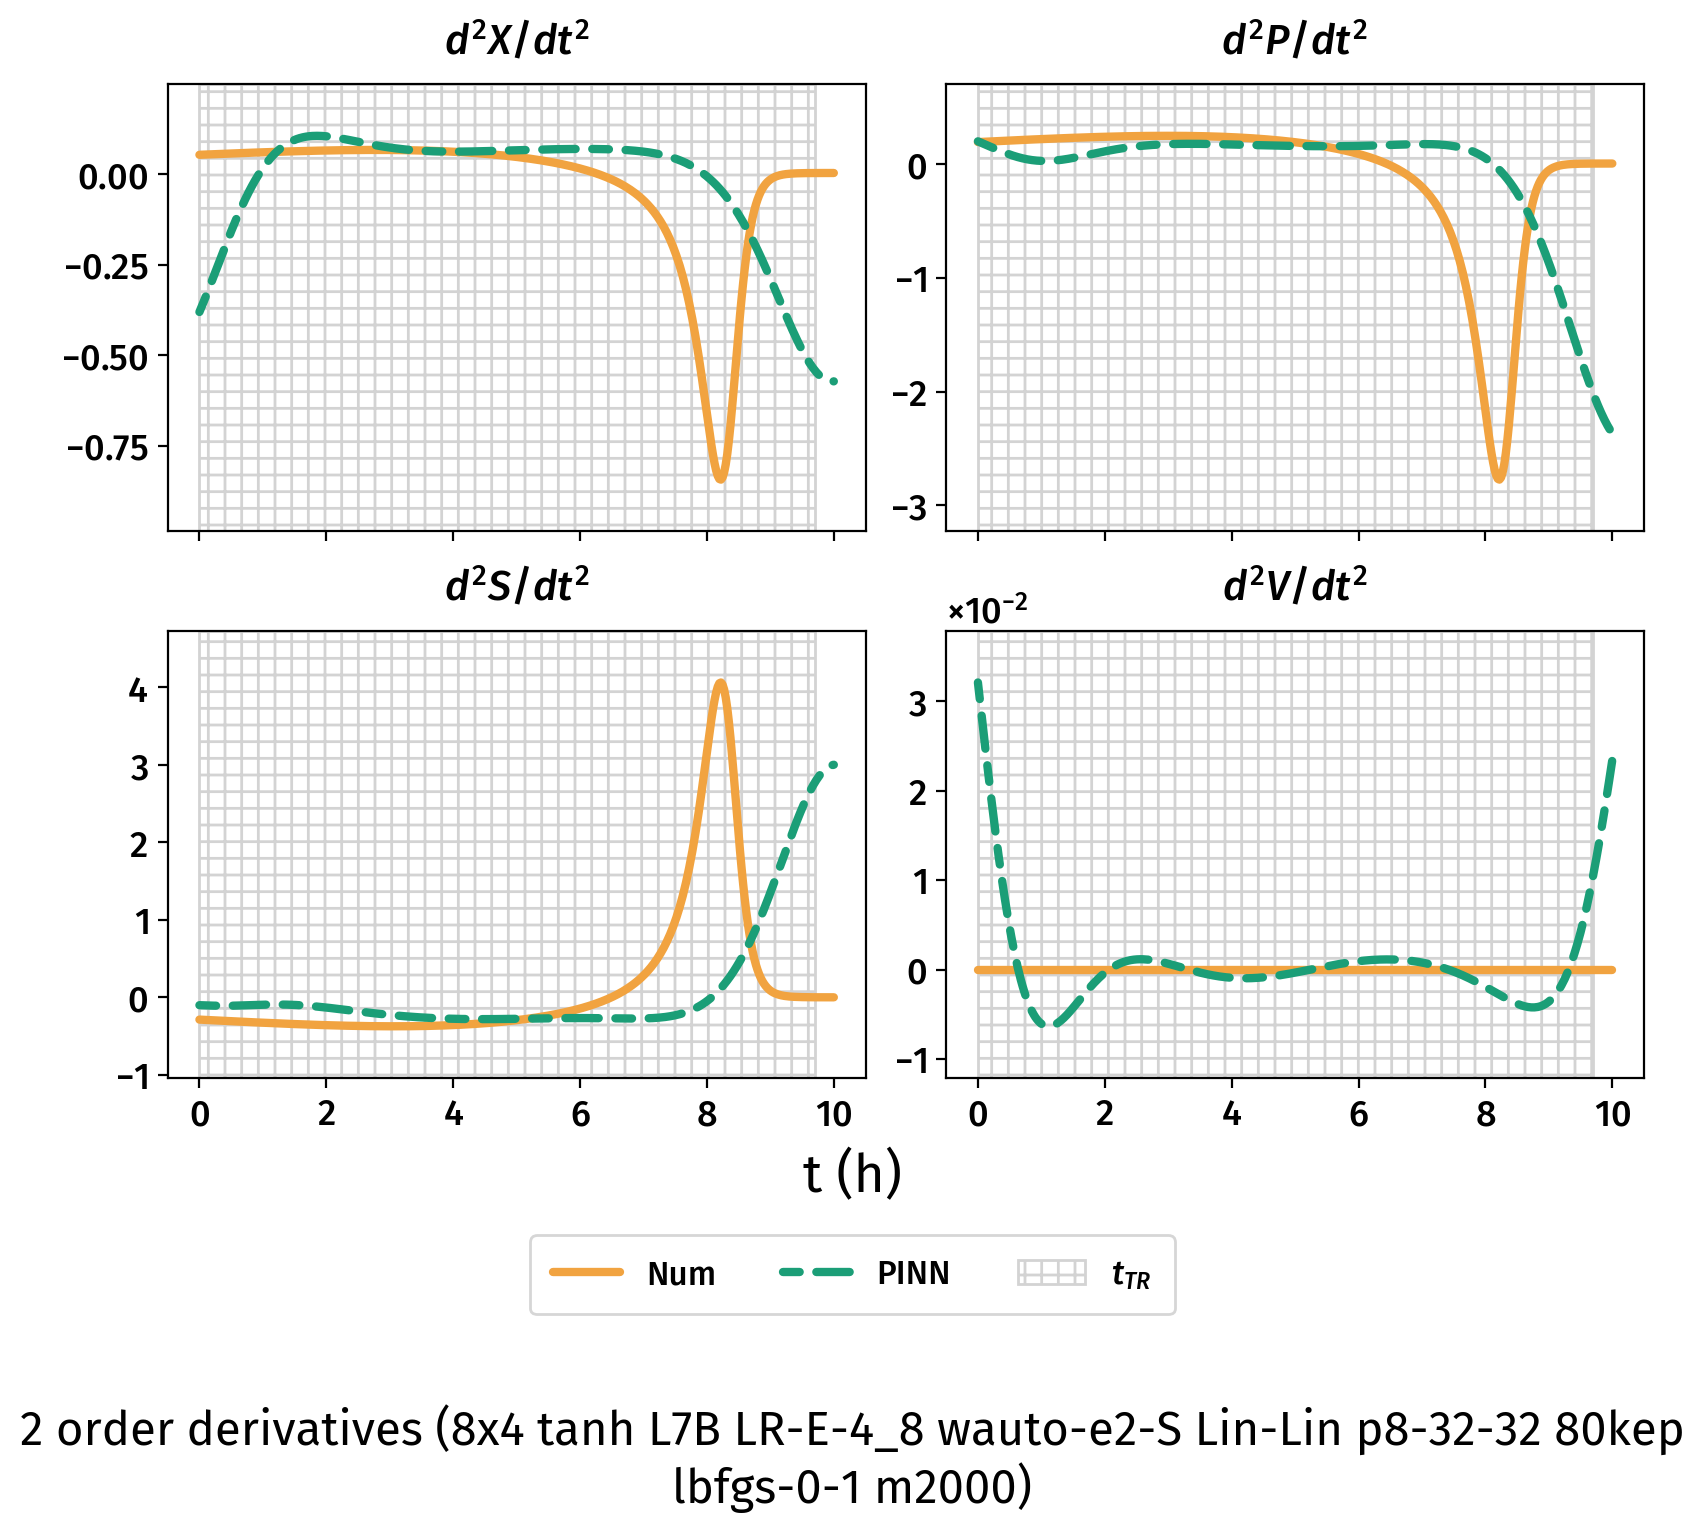 d²X/dt²
d²P/dt²
0.00
−0.25
−0.50
−0.75
0
−1
−2
−3
d²S/dt²
d²V/dt²
×10⁻²
4
3
2
1
0
−1
3
2
1
0
−1
0 2 4 6 8 10
0 2 4 6 8 10
t (h)
Num PINN t_TR
2 order derivatives (8x4 tanh L7B LR-E-4_8 wauto-e2-S Lin-Lin p8-32-32 80kep
lbfgs-0-1 m2000)